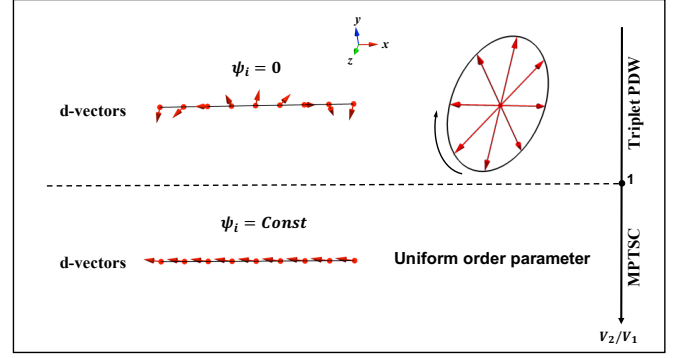 y
x
z
ψᵢ = 0
d-vectors
Triplet PDW
1
ψᵢ = Const
d-vectors
Uniform order parameter
MPTSC
V₂/V₁